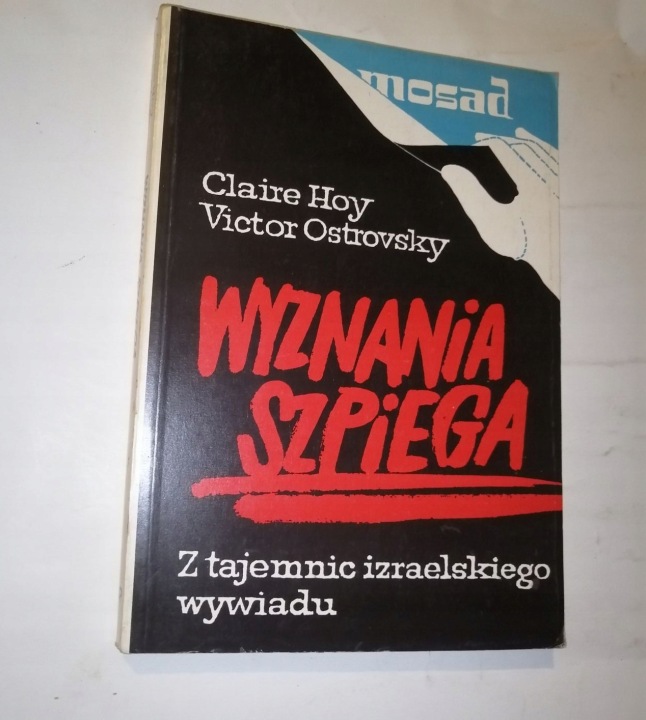 mosad
Claire Hoy
Victor Ostrovsky
WYZNANiA
SZPiEGA
Z tajemnic izraelskiego
wywiadu